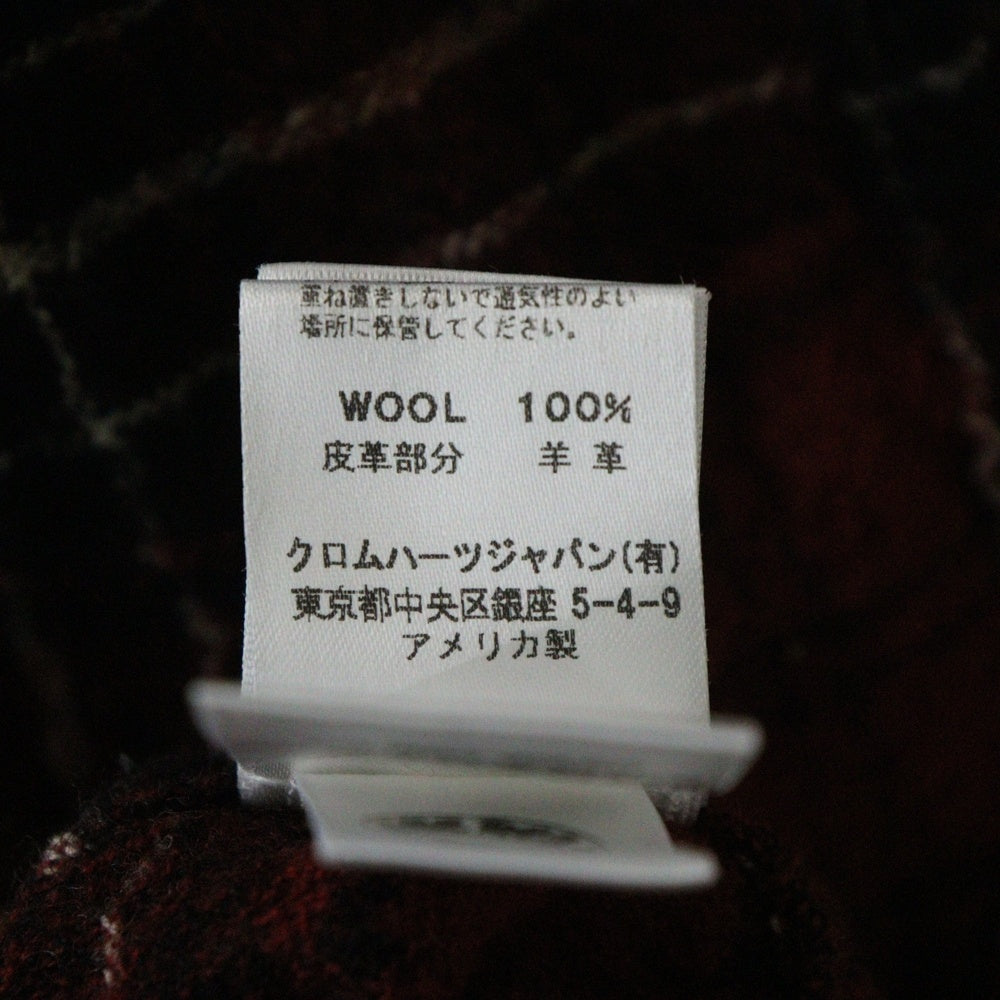 重ね置きしないで通気性のよい
場所に保管してください。
WOOL 100%
皮革部分 羊革
クロムハーツジャパン(有)
東京都中央区銀座 5-4-9
アメリカ製